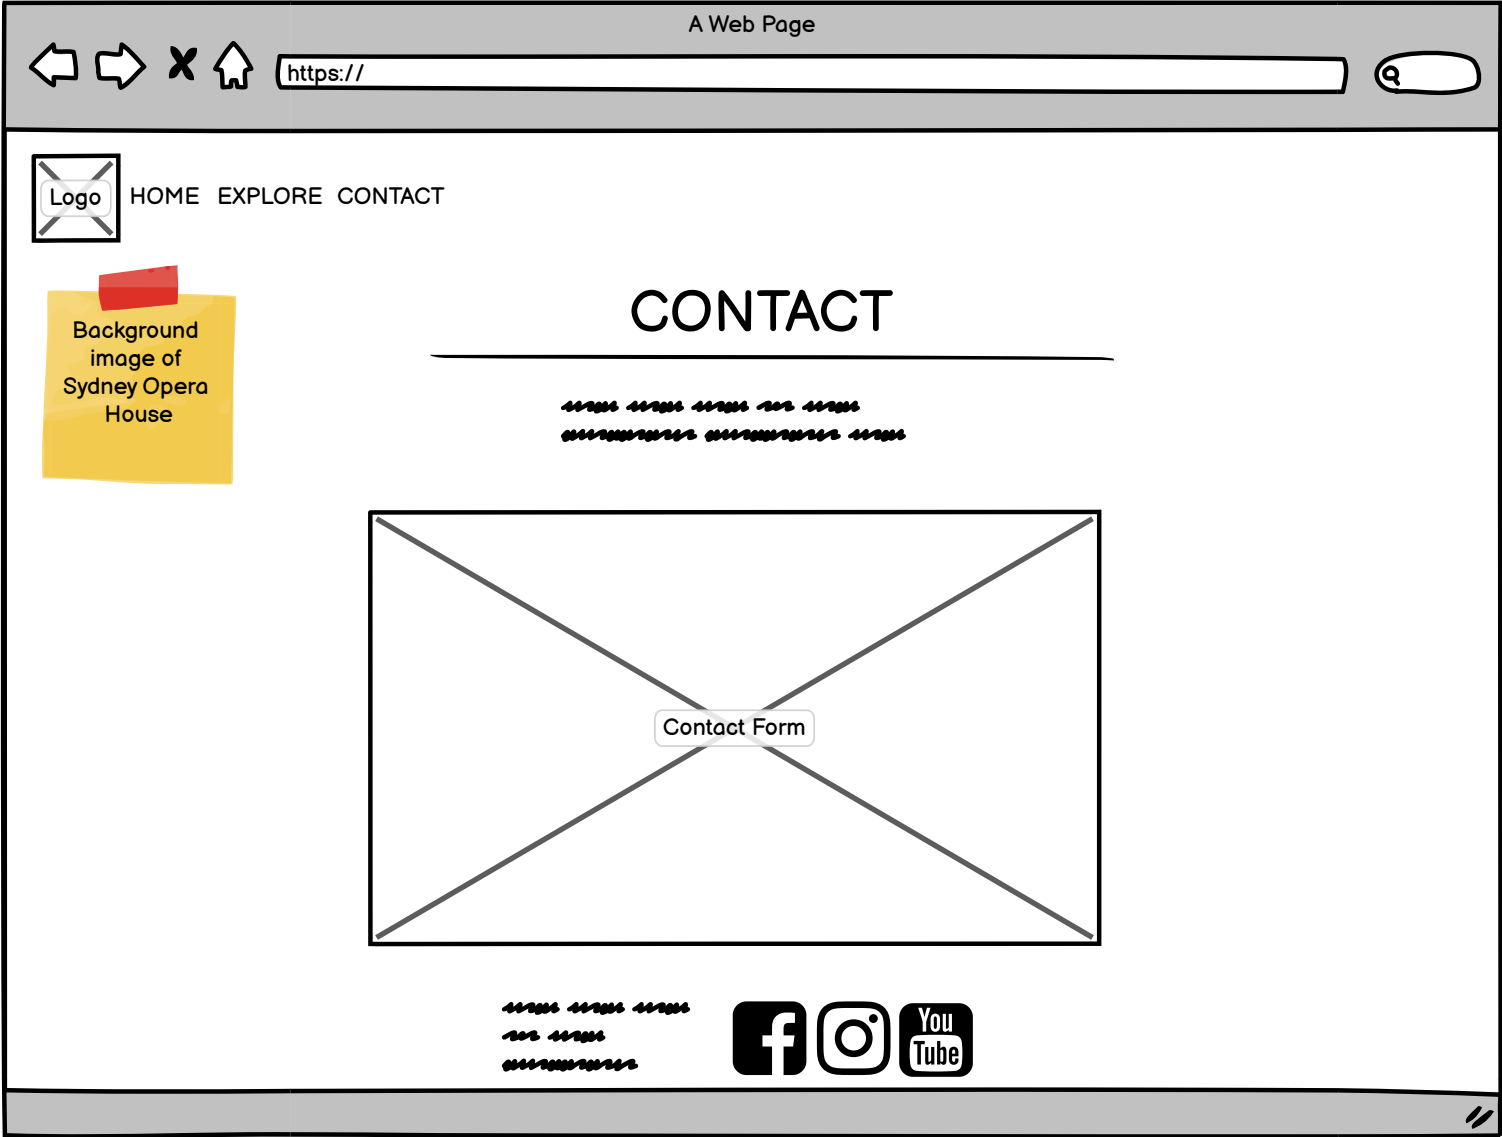 A Web Page
https://
Logo
HOME EXPLORE CONTACT
Background
image of
Sydney Opera
House
CONTACT
Contact Form
You
Tube